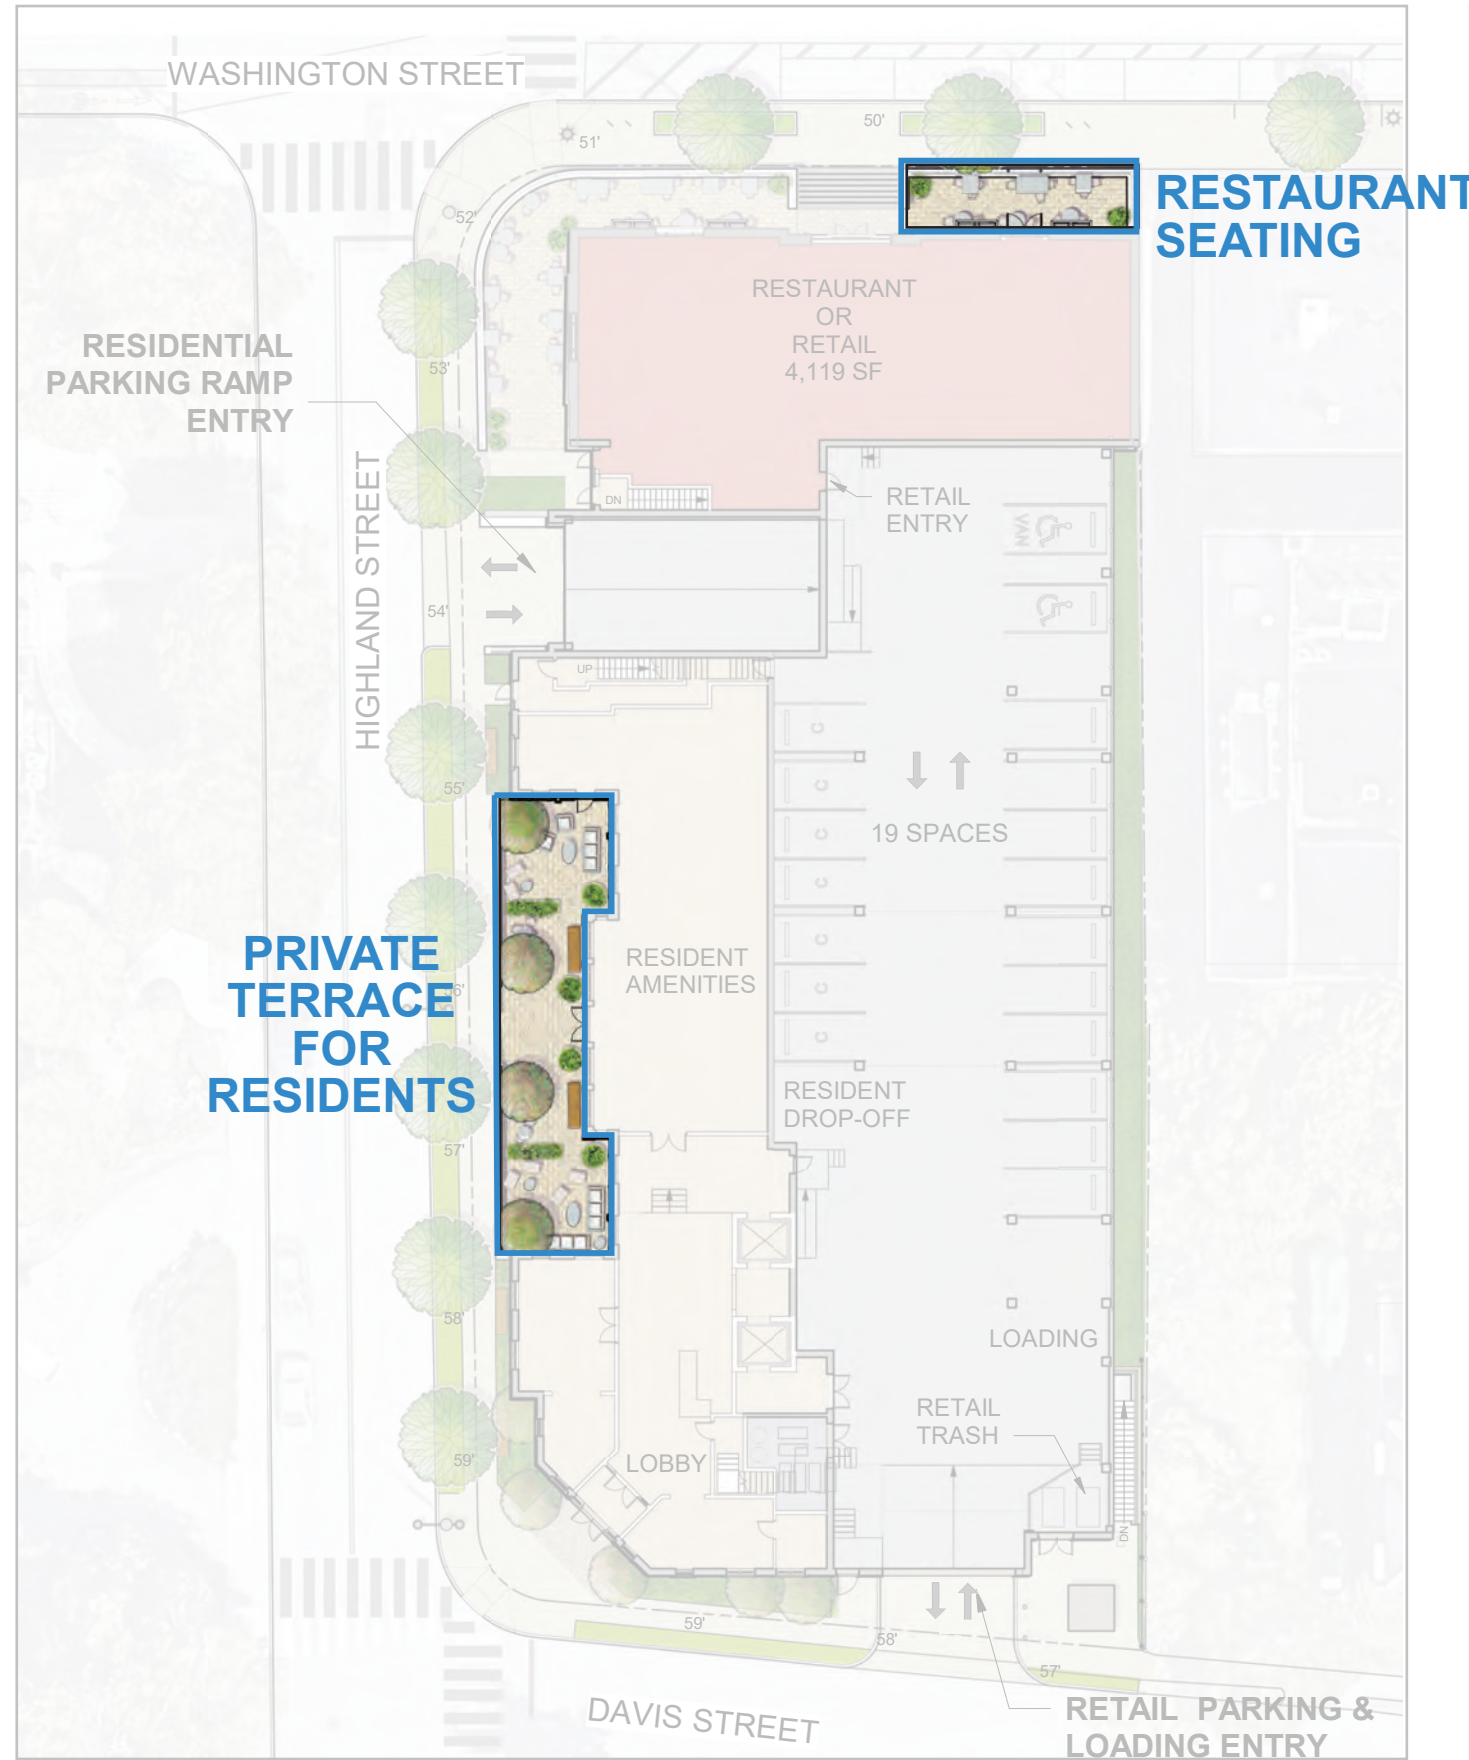 WASHINGTON STREET
50'
51'
52'
RESTAURANT
SEATING
RESTAURANT
OR
RETAIL
4,119 SF
RESIDENTIAL
PARKING RAMP
ENTRY
53'
HIGHLAND STREET
DN
RETAIL
ENTRY
VAN
54'
UP
C
55'
C
19 SPACES
C
C
PRIVATE
TERRACE
FOR
RESIDENTS
56'
RESIDENT
AMENITIES
C
C
C
RESIDENT
DROP-OFF
57'
58'
LOADING
RETAIL
TRASH
59'
LOBBY
DN
59'
58'
57'
DAVIS STREET
RETAIL PARKING &
LOADING ENTRY